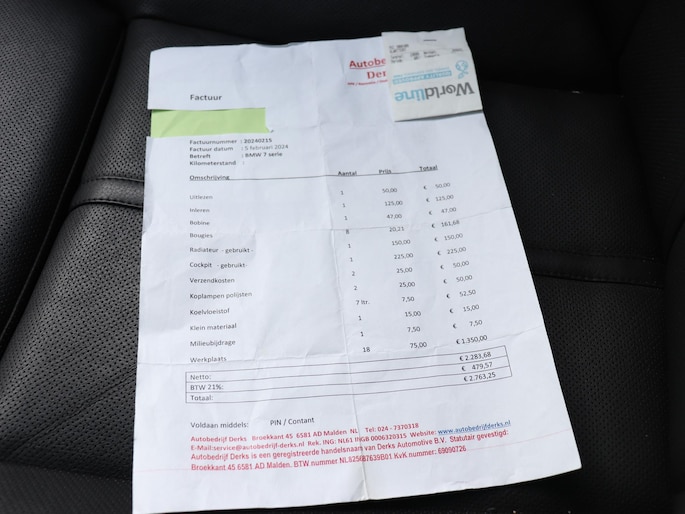 Autobe
Der
Worldline
QUALITY APPROVED
Factuur
Factuurnummer : 20240215
Factuur datum : 5 februari 2024
Betreft : BMW 7 serie
Kilometerstand :
Omschrijving Aantal Prijs Totaal
Uitlezen 1 50,00 € 50,00
Inleren 1 125,00 € 125,00
Bobine 1 47,00 € 47,00
Bougies 8 20,21 € 161,68
Radiateur - gebruikt - 1 150,00 € 150,00
Cockpit - gebruikt- 1 225,00 € 225,00
Verzendkosten 2 25,00 € 50,00
Koplampen polijsten 2 25,00 € 50,00
Koelvloeistof 7 ltr. 7,50 € 52,50
Klein materiaal 1 15,00 € 15,00
Milieubijdrage 1 7,50 € 7,50
Werkplaats 18 75,00 € 1.350,00
Netto: € 2.283,68
BTW 21%: € 479,57
Totaal: € 2.763,25
Voldaan middels: PIN / Contant
Autobedrijf Derks Broekkant 45 6581 AD Malden NL Tel: 024 - 7370318
E-Mail:service@autobedrijf-derks.nl Rek. ING: NL61 INGB 0006320315 Website: www.autobedrijfderks.nl
Autobedrijf Derks is een geregistreerde handelsnaam van Derks Automotive B.V. Statutair gevestigd:
Broekkant 45 6581 AD Malden. BTW nummer NL825087639B01 KvK nummer: 69090726